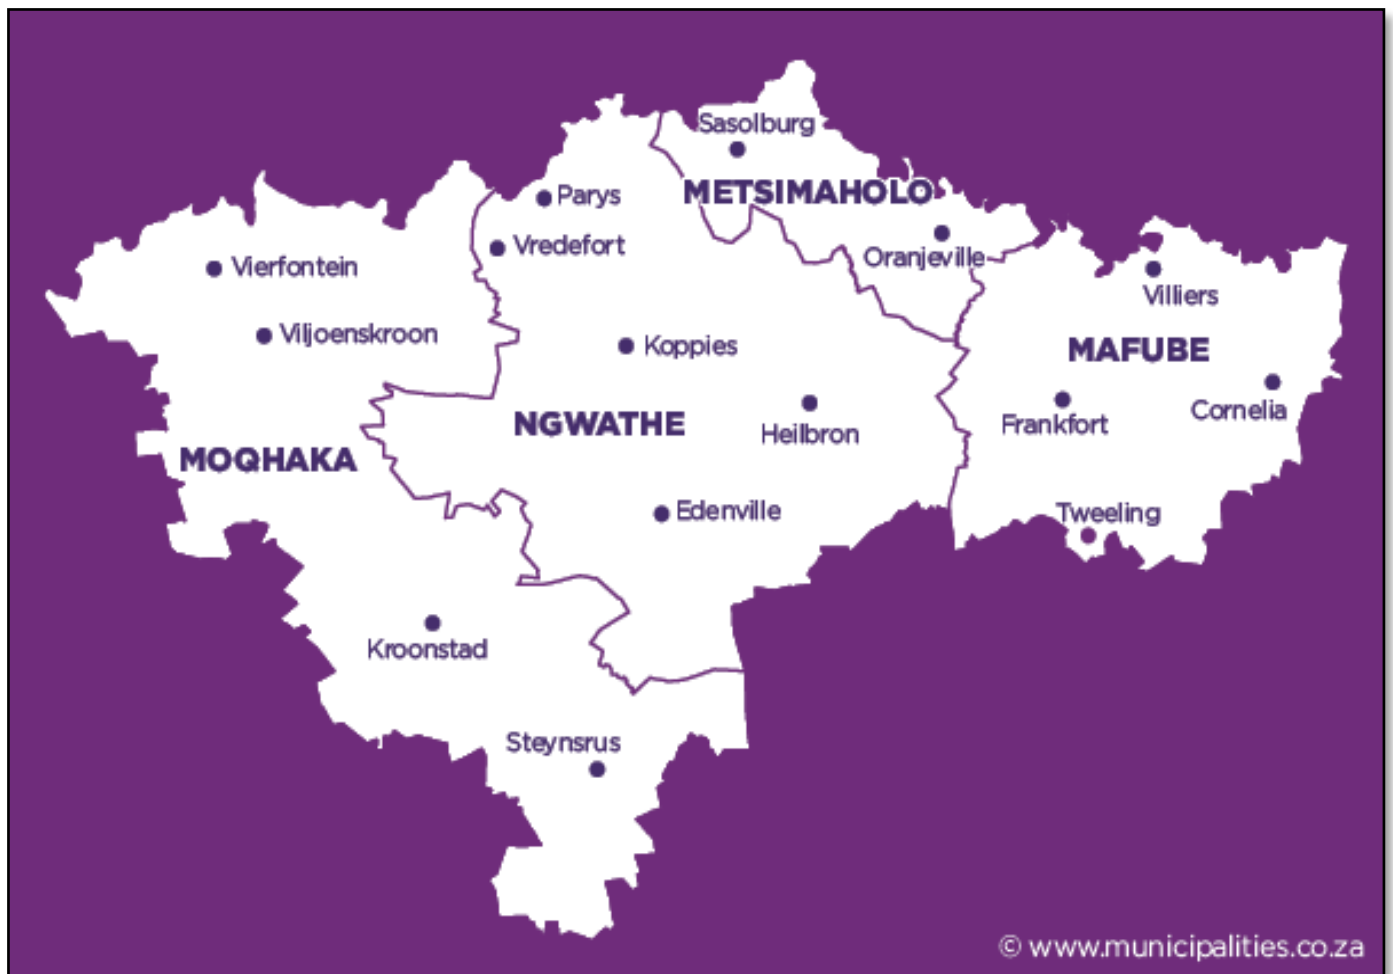 Sasolburg
METSIMAHOLO
Parys
Vredefort
Oranjeville
Vierfontein
Villiers
Viljoenskroon
Koppies
MAFUBE
Cornelia
Frankfort
NGWATHE
Heilbron
MOQHAKA
Edenville
Tweeling
Kroonstad
Steynsrus
© www.municipalities.co.za